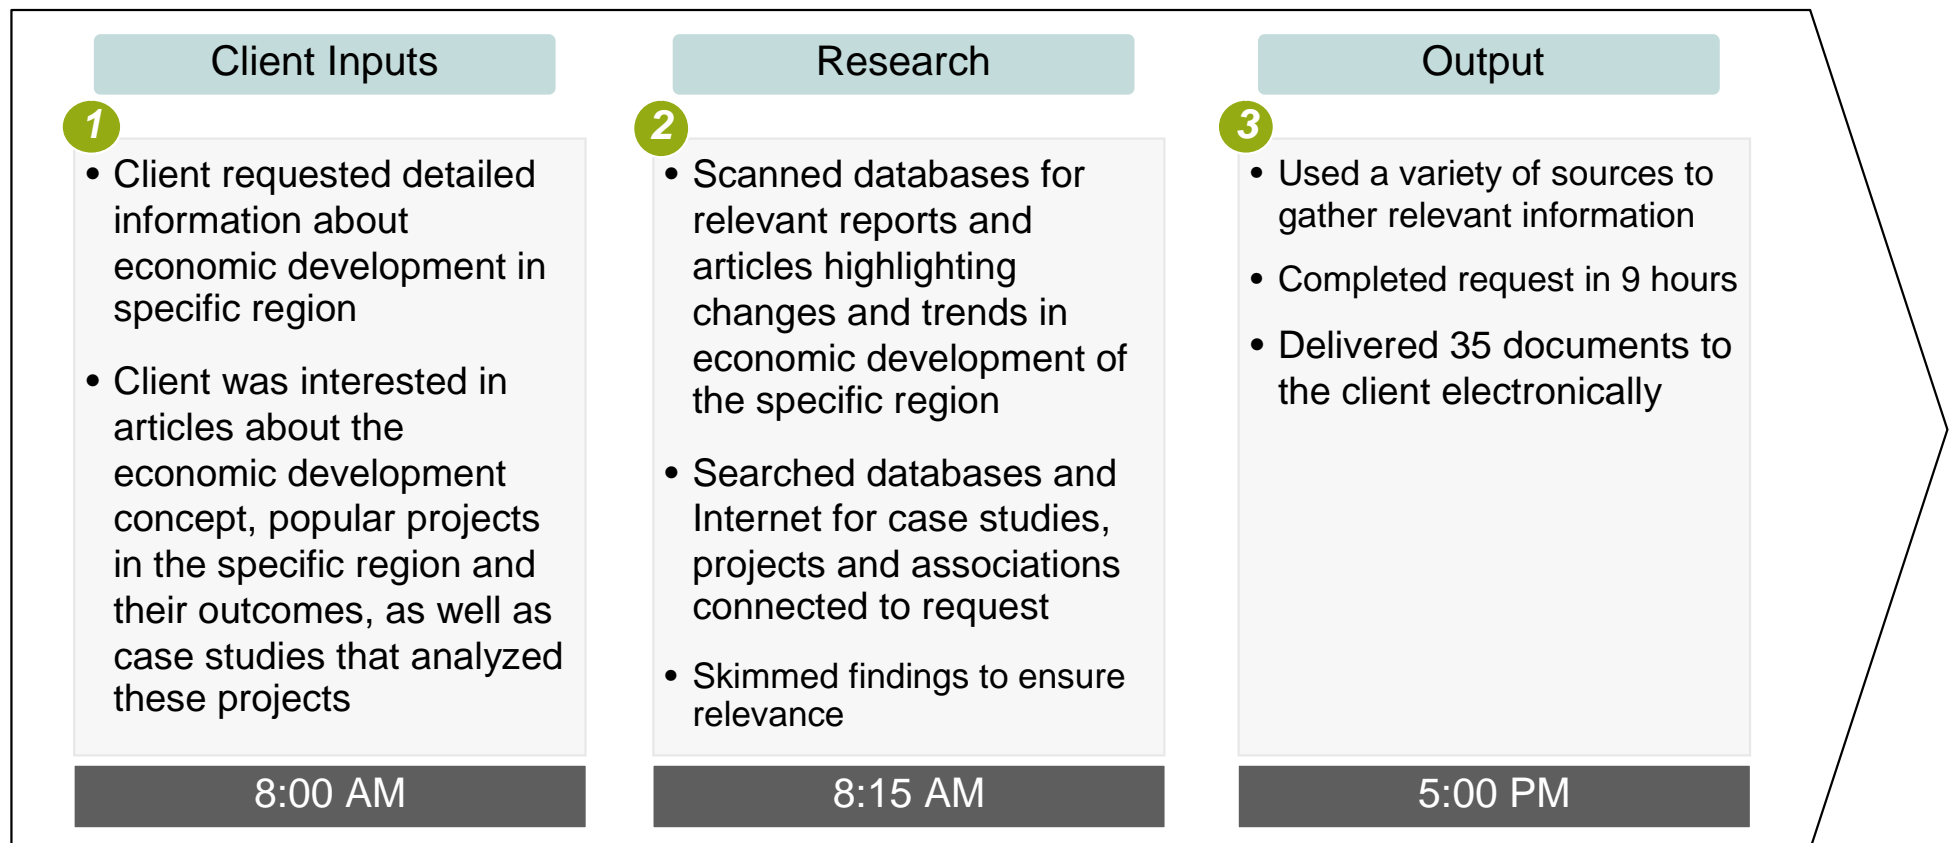 Client Inputs
1
• Client requested detailed
information about
economic development in
specific region
• Client was interested in
articles about the
economic development
concept, popular projects
in the specific region and
their outcomes, as well as
case studies that analyzed
these projects
8:00 AM
Research
2
• Scanned databases for
relevant reports and
articles highlighting
changes and trends in
economic development of
the specific region
• Searched databases and
Internet for case studies,
projects and associations
connected to request
• Skimmed findings to ensure
relevance
8:15 AM
Output
3
• Used a variety of sources to
gather relevant information
• Completed request in 9 hours
• Delivered 35 documents to
the client electronically
5:00 PM